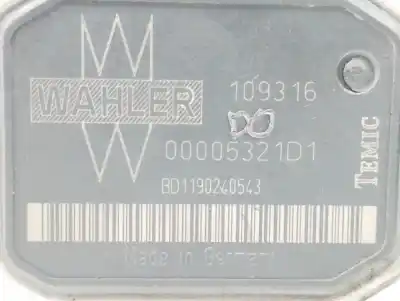 WAHLER
109316
DO
00005321D1
BD1190240543
TEMIC
Made in Germany